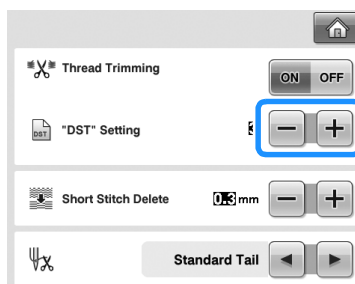 Thread Trimming
ON OFF
DST
"DST" Setting
Short Stitch Delete 0.3 mm
Standard Tail